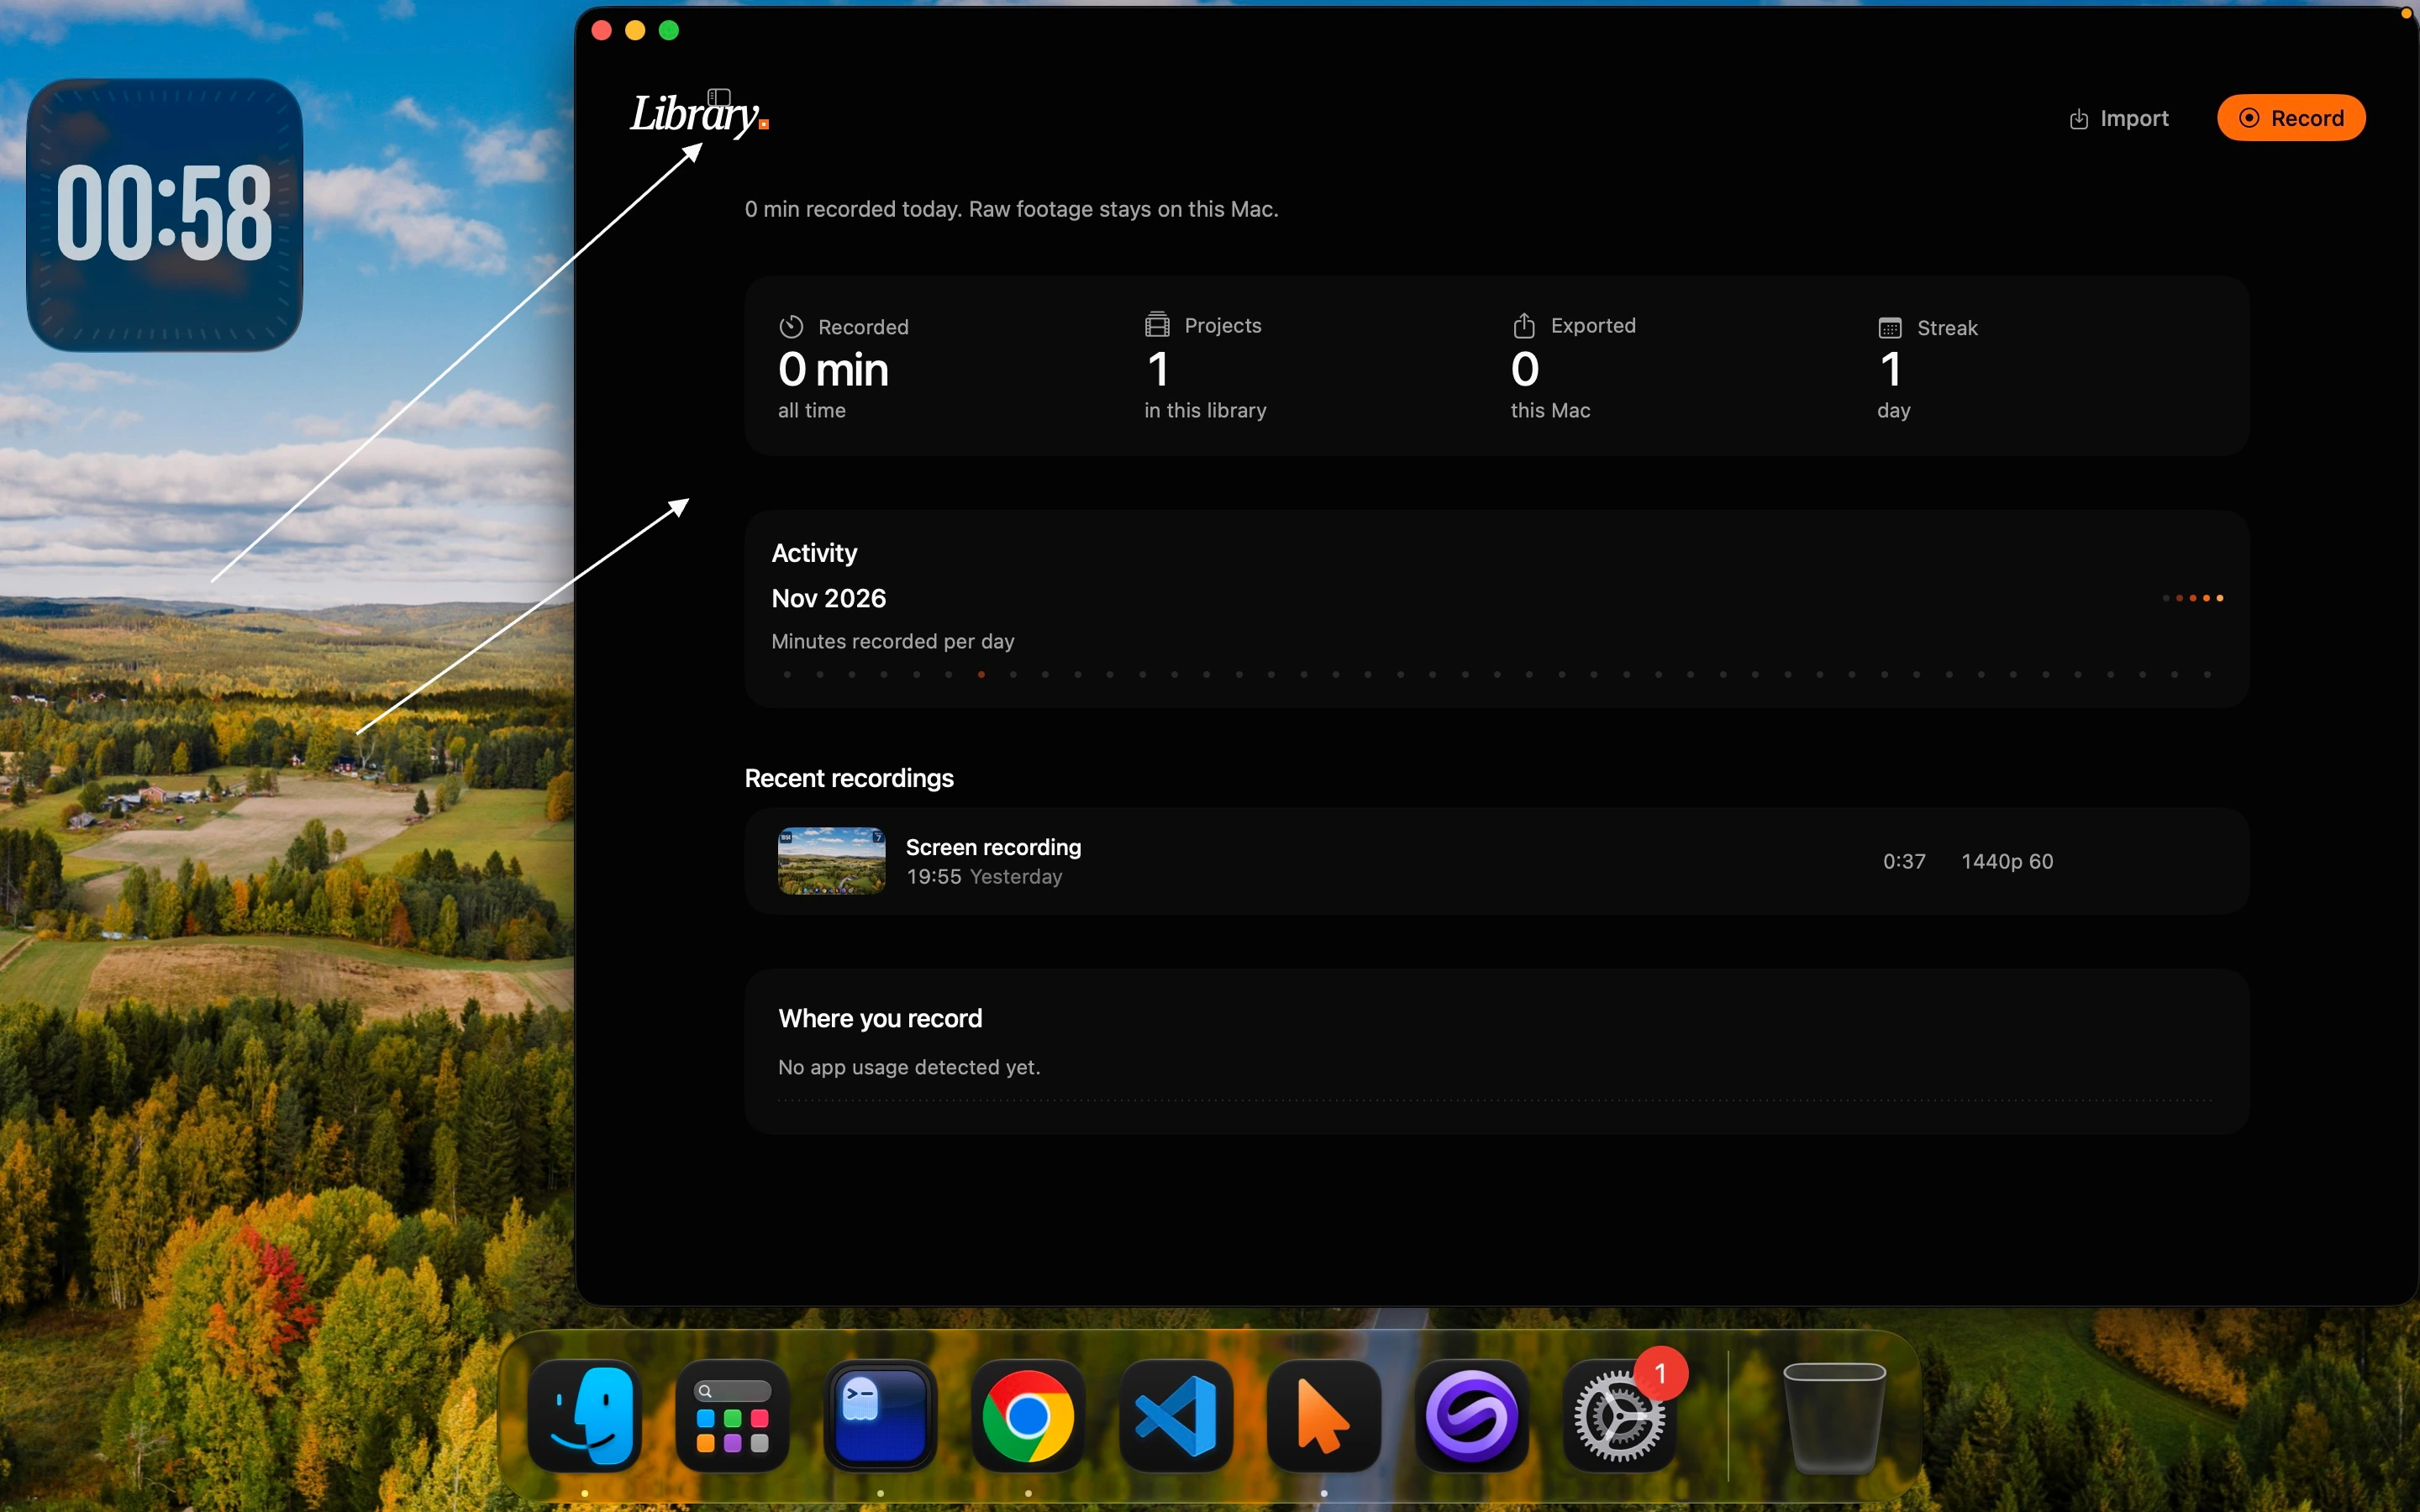 00:58
Library
Import
Record
0 min recorded today. Raw footage stays on this Mac.
Recorded
0 min
all time
Projects
1
in this library
Exported
0
this Mac
Streak
1
day
Activity
Nov 2026
Minutes recorded per day
Recent recordings
Screen recording
19:55 Yesterday
0:37
1440p 60
Where you record
No app usage detected yet.
1